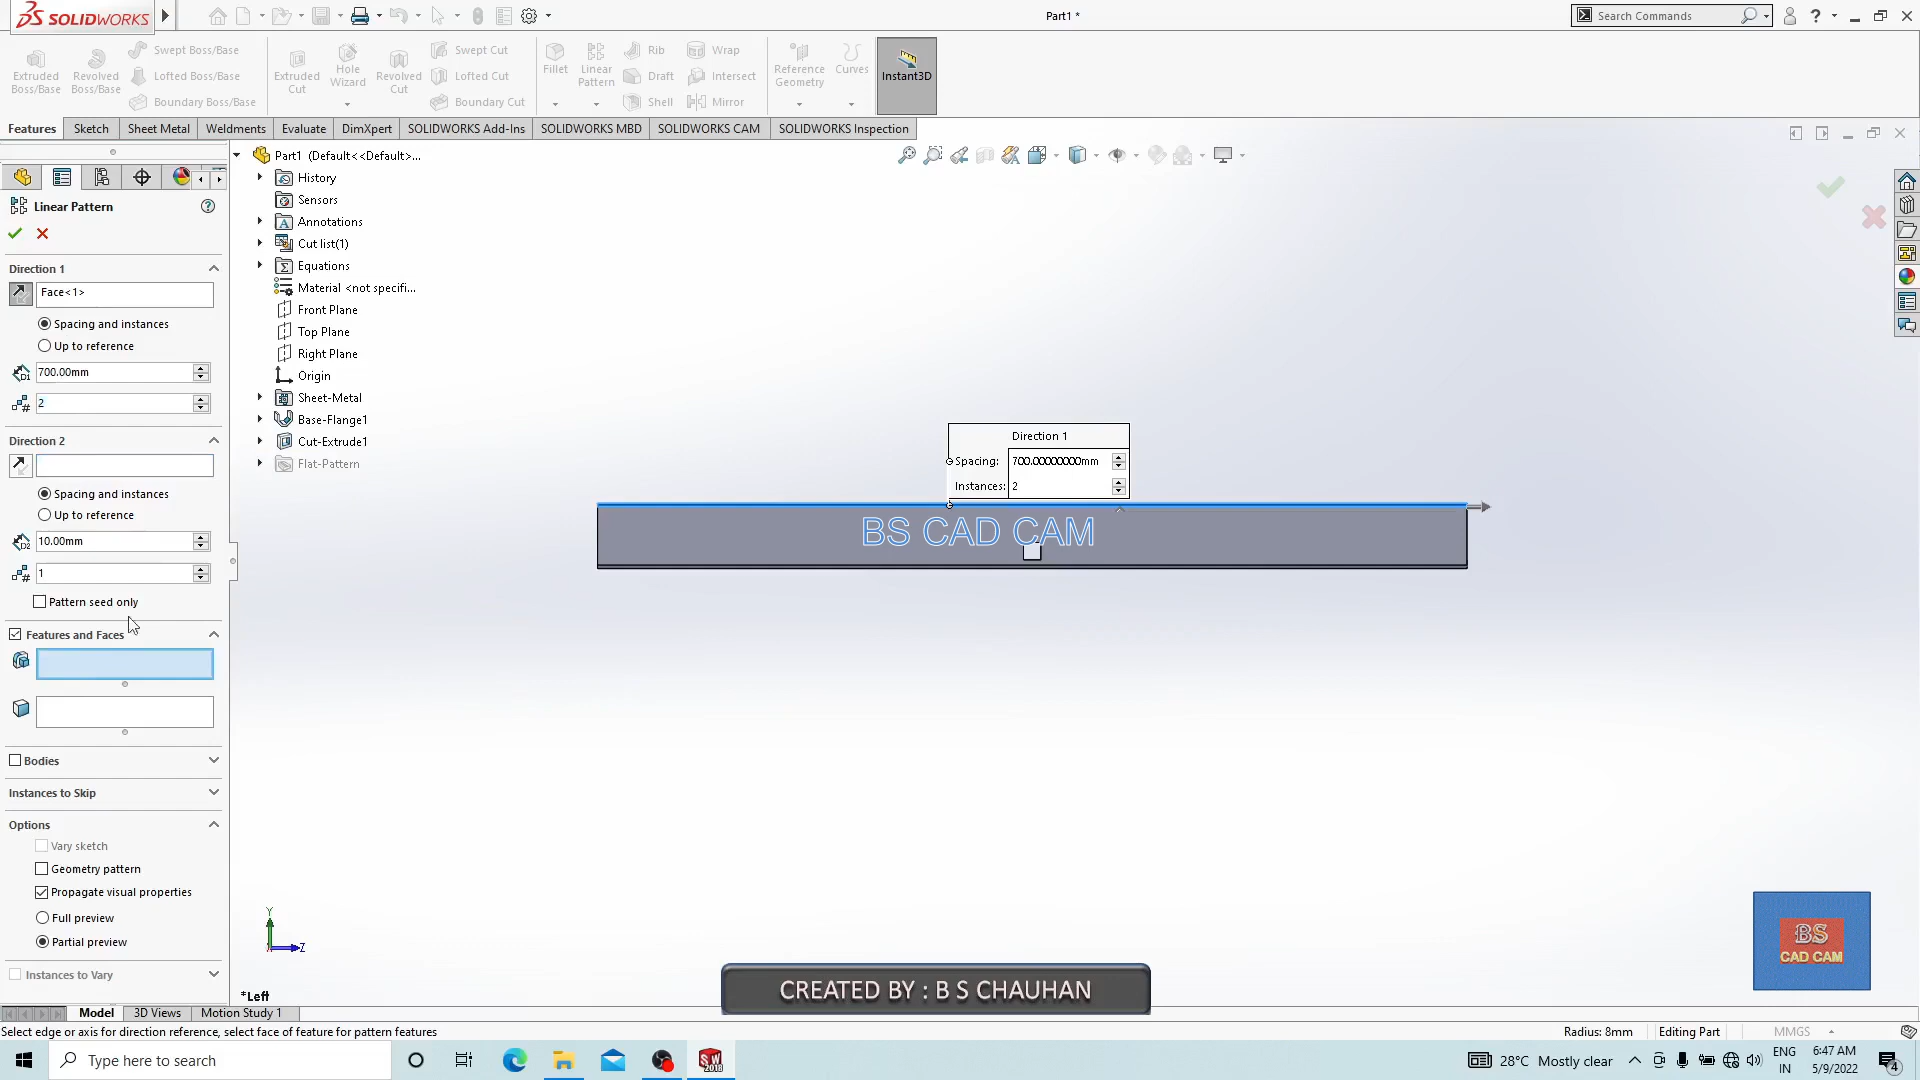 SOLIDWORKS
Part1 *
Search Commands
Extruded Boss/Base
Revolved Boss/Base
Swept Boss/Base
Lofted Boss/Base
Boundary Boss/Base
Extruded Cut
Hole Wizard
Revolved Cut
Swept Cut
Lofted Cut
Boundary Cut
Fillet
Linear Pattern
Rib
Draft
Shell
Wrap
Intersect
Mirror
Reference Geometry
Curves
Instant3D
Features
Sketch
Sheet Metal
Weldments
Evaluate
DimXpert
SOLIDWORKS Add-Ins
SOLIDWORKS MBD
SOLIDWORKS CAM
SOLIDWORKS Inspection
Linear Pattern
Direction 1
Face<1>
Spacing and instances
Up to reference
700.00mm
2
Direction 2
Spacing and instances
Up to reference
10.00mm
1
Pattern seed only
Features and Faces
Bodies
Instances to Skip
Options
Vary sketch
Geometry pattern
Propagate visual properties
Full preview
Partial preview
Instances to Vary
Part1 (Default<<Default>...
History
Sensors
Annotations
Cut list(1)
Equations
Material <not specifi...
Front Plane
Top Plane
Right Plane
Origin
Sheet-Metal
Base-Flange1
Cut-Extrude1
Flat-Pattern
Direction 1
Spacing: 700.00000000mm
Instances: 2
BS CAD CAM
Y
Z
*Left
BS
CAD CAM
CREATED BY : B S CHAUHAN
Model
3D Views
Motion Study 1
Select edge or axis for direction reference, select face of feature for pattern features
Radius: 8mm
Editing Part
MMGS
Type here to search
SW
2018
28°C Mostly clear
ENG
IN
6:47 AM
5/9/2022
4